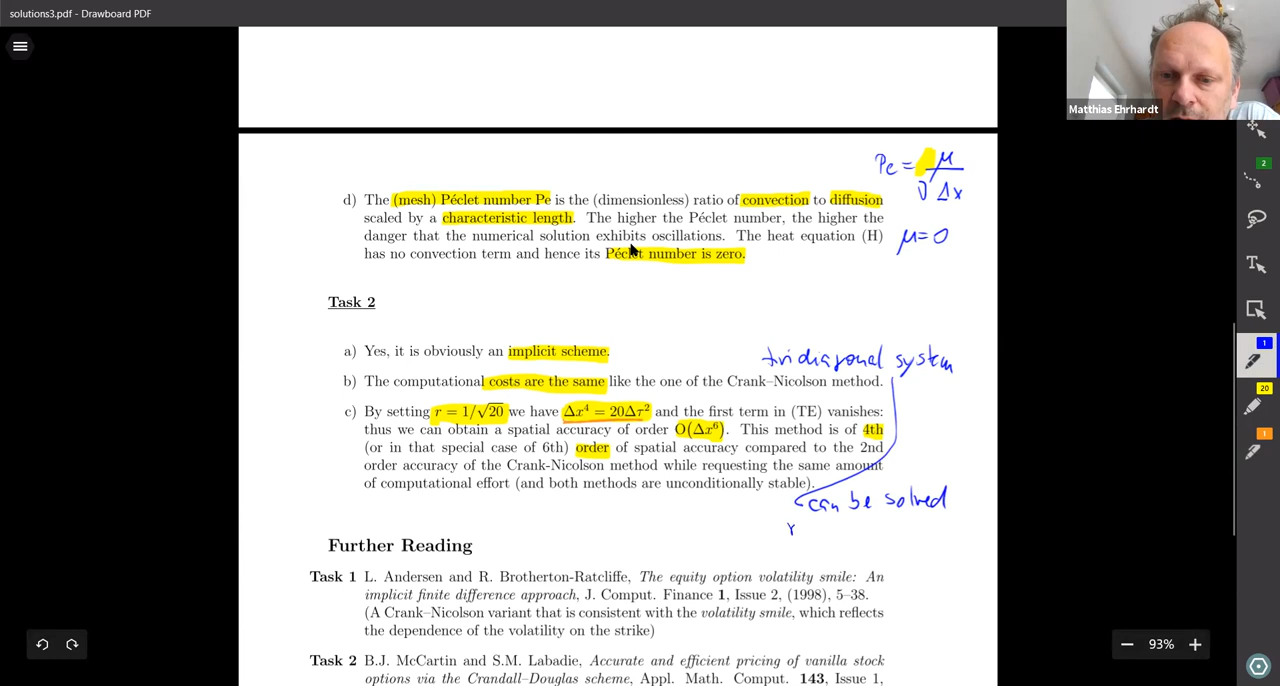 solutions3.pdf - Drawboard PDF
Matthias Ehrhardt
2
1
20
1
Pe = μ
Δx
μ = 0
d) The (mesh) Péclet number Pe is the (dimensionless) ratio of convection to diffusion
scaled by a characteristic length. The higher the Péclet number, the higher the
danger that the numerical solution exhibits oscillations. The heat equation (H)
has no convection term and hence its Péclet number is zero.
Task 2
a) Yes, it is obviously an implicit scheme.
tridiagonal system
b) The computational costs are the same like the one of the Crank–Nicolson method.
c) By setting r = 1/√20 we have Δx⁴ = 20Δτ² and the first term in (TE) vanishes:
thus we can obtain a spatial accuracy of order O(Δx⁶). This method is of 4th
(or in that special case of 6th) order of spatial accuracy compared to the 2nd
order accuracy of the Crank-Nicolson method while requesting the same amount
of computational effort (and both methods are unconditionally stable).
can be solved
Further Reading
Task 1 L. Andersen and R. Brotherton-Ratcliffe, The equity option volatility smile: An
implicit finite difference approach, J. Comput. Finance 1, Issue 2, (1998), 5–38.
(A Crank–Nicolson variant that is consistent with the volatility smile, which reflects
the dependence of the volatility on the strike)
Task 2 B.J. McCartin and S.M. Labadie, Accurate and efficient pricing of vanilla stock
options via the Crandall–Douglas scheme, Appl. Math. Comput. 143, Issue 1,
93%